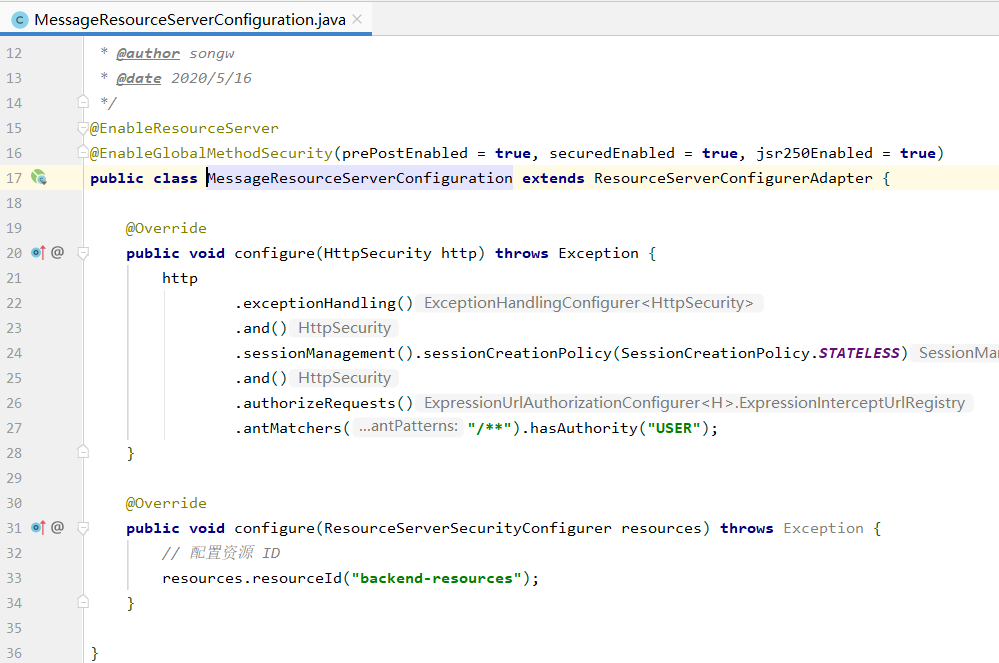 C MessageResourceServerConfiguration.java ×
12 * @author songw
13 * @date 2020/5/16
14 */
15 @EnableResourceServer
16 @EnableGlobalMethodSecurity(prePostEnabled = true, securedEnabled = true, jsr250Enabled = true)
17 public class MessageResourceServerConfiguration extends ResourceServerConfigurerAdapter {
18
19 @Override
20 @ public void configure(HttpSecurity http) throws Exception {
21 http
22 .exceptionHandling() ExceptionHandlingConfigurer<HttpSecurity>
23 .and() HttpSecurity
24 .sessionManagement().sessionCreationPolicy(SessionCreationPolicy.STATELESS) SessionMa
25 .and() HttpSecurity
26 .authorizeRequests() ExpressionUrlAuthorizationConfigurer<H>.ExpressionInterceptUrlRegistry
27 .antMatchers( ...antPatterns: "/**").hasAuthority("USER");
28 }
29
30 @Override
31 @ public void configure(ResourceServerSecurityConfigurer resources) throws Exception {
32 // 配置资源 ID
33 resources.resourceId("backend-resources");
34 }
35
36 }